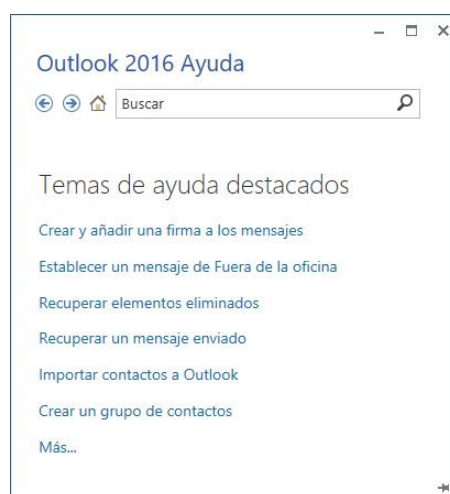 Outlook 2016 Ayuda
Buscar
Temas de ayuda destacados
Crear y añadir una firma a los mensajes
Establecer un mensaje de Fuera de la oficina
Recuperar elementos eliminados
Recuperar un mensaje enviado
Importar contactos a Outlook
Crear un grupo de contactos
Más...